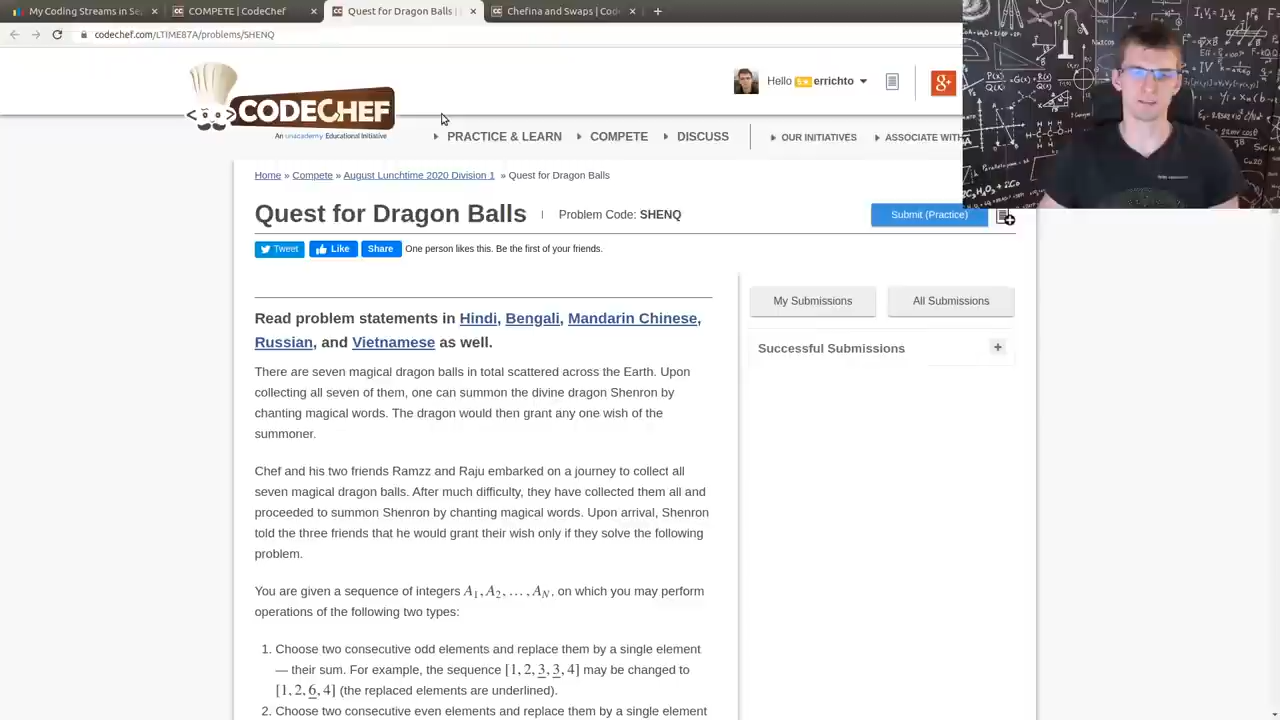 My Coding Streams in Se
COMPETE | CodeChef
Quest for Dragon Balls |
Chefina and Swaps | Cod
codechef.com/LTIME87A/problems/SHENQ
CODECHEF
An unacademy Educational Initiative
Hello 5★ errichto
PRACTICE & LEARN
COMPETE
DISCUSS
OUR INITIATIVES
ASSOCIATE WITH
Home » Compete » August Lunchtime 2020 Division 1 » Quest for Dragon Balls
Quest for Dragon Balls
Problem Code: SHENQ
Submit (Practice)
Tweet
Like
Share
One person likes this. Be the first of your friends.
My Submissions
All Submissions
Successful Submissions
Read problem statements in Hindi, Bengali, Mandarin Chinese,
Russian, and Vietnamese as well.
There are seven magical dragon balls in total scattered across the Earth. Upon
collecting all seven of them, one can summon the divine dragon Shenron by
chanting magical words. The dragon would then grant any one wish of the
summoner.
Chef and his two friends Ramzz and Raju embarked on a journey to collect all
seven magical dragon balls. After much difficulty, they have collected them all and
proceeded to summon Shenron by chanting magical words. Upon arrival, Shenron
told the three friends that he would grant their wish only if they solve the following
problem.
You are given a sequence of integers A1, A2, …, AN, on which you may perform
operations of the following two types:
1. Choose two consecutive odd elements and replace them by a single element
— their sum. For example, the sequence [1, 2, 3, 3, 4] may be changed to
[1, 2, 6, 4] (the replaced elements are underlined).
2. Choose two consecutive even elements and replace them by a single element